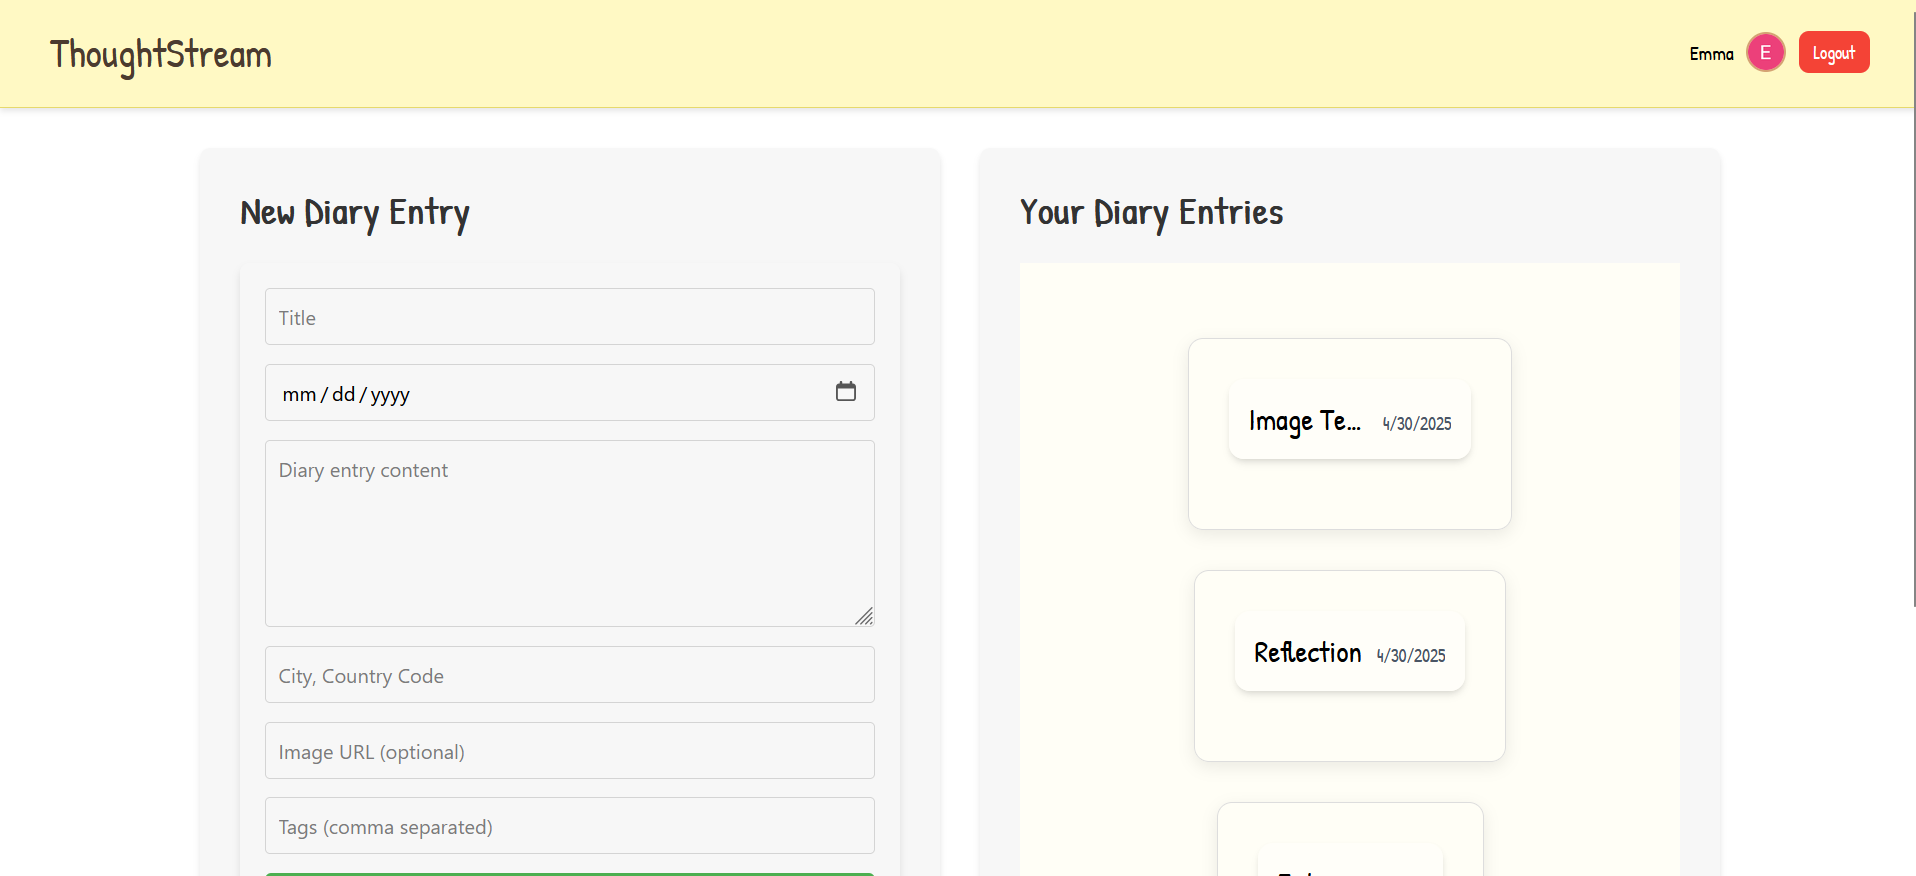 ThoughtStream
Emma
E
Logout
New Diary Entry
Title
mm/dd/yyyy
Diary entry content
City, Country Code
Image URL (optional)
Tags (comma separated)
Your Diary Entries
Image Te... 4/30/2025
Reflection 4/30/2025